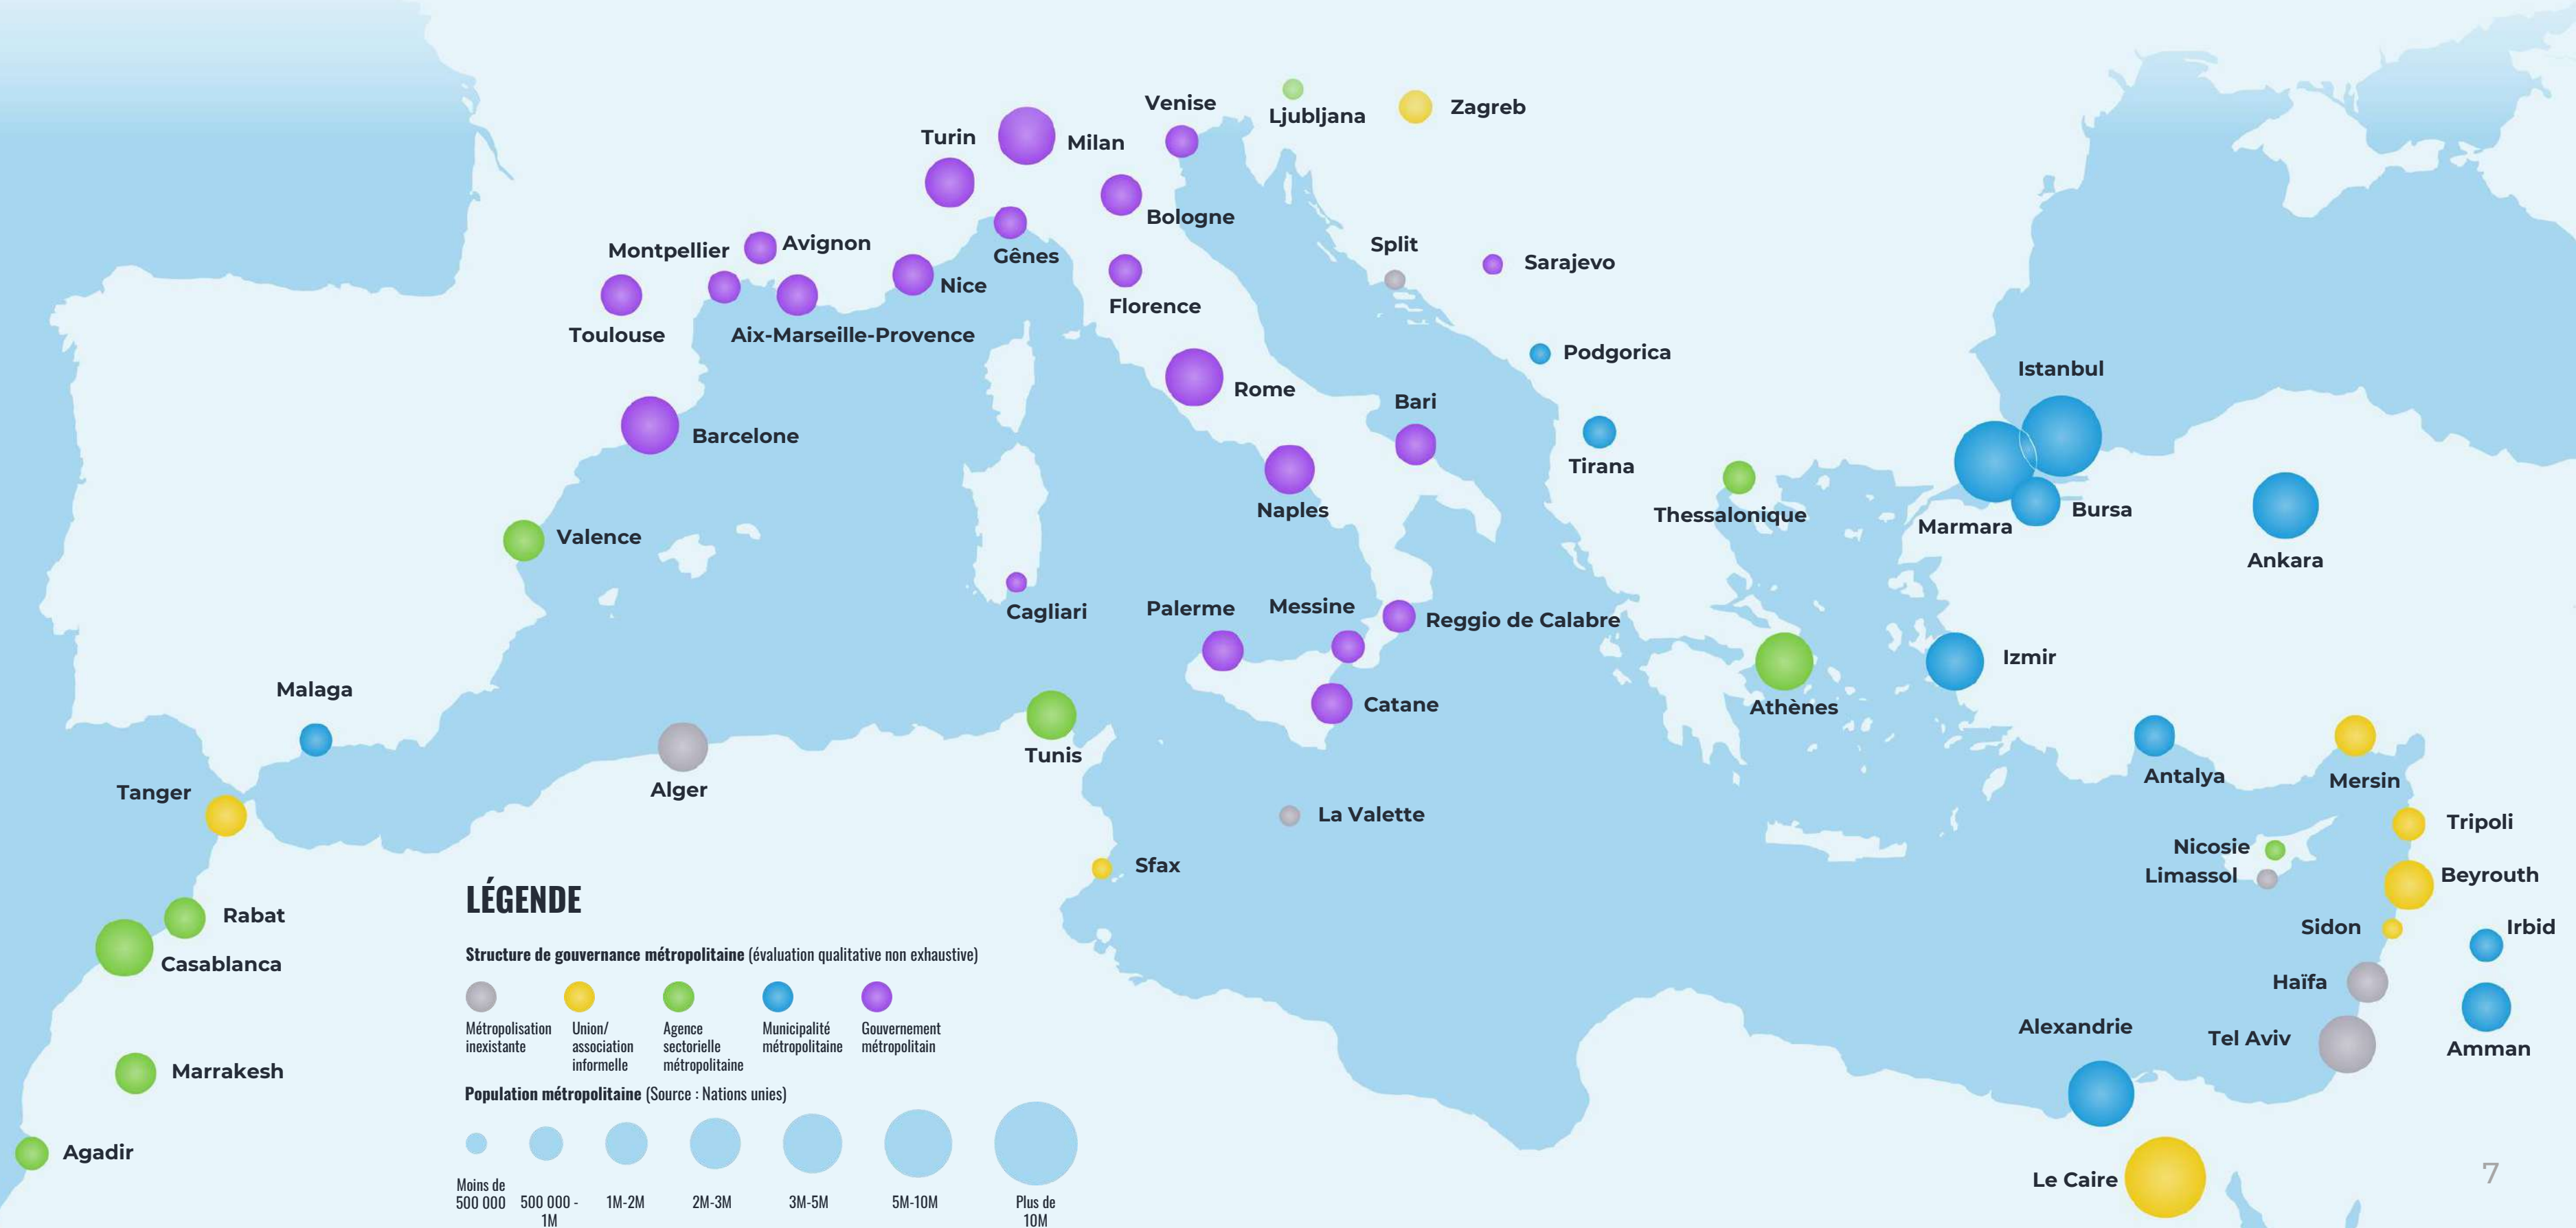 Ljubljana
Zagreb
Venise
Turin
Milan
Bologne
Montpellier
Avignon
Gênes
Nice
Split
Sarajevo
Florence
Toulouse
Aix-Marseille-Provence
Podgorica
Istanbul
Rome
Bari
Barcelone
Tirana
Naples
Thessalonique
Marmara
Bursa
Valence
Ankara
Cagliari
Palerme
Messine
Reggio de Calabre
Izmir
Malaga
Catane
Athènes
Tunis
Antalya
Mersin
Tanger
Alger
La Valette
Tripoli
Nicosie
Limassol
Beyrouth
Sfax
Sidon
Irbid
Rabat
Casablanca
Haïfa
Alexandrie
Tel Aviv
Amman
Marrakesh
Agadir
Le Caire
LÉGENDE
Structure de gouvernance métropolitaine (évaluation qualitative non exhaustive)
Métropolisation
inexistante
Union/
association
informelle
Agence
sectorielle
métropolitaine
Municipalité
métropolitaine
Gouvernement
métropolitain
Population métropolitaine (Source : Nations unies)
Moins de
500 000
500 000 -
1M
1M-2M
2M-3M
3M-5M
5M-10M
Plus de
10M
7